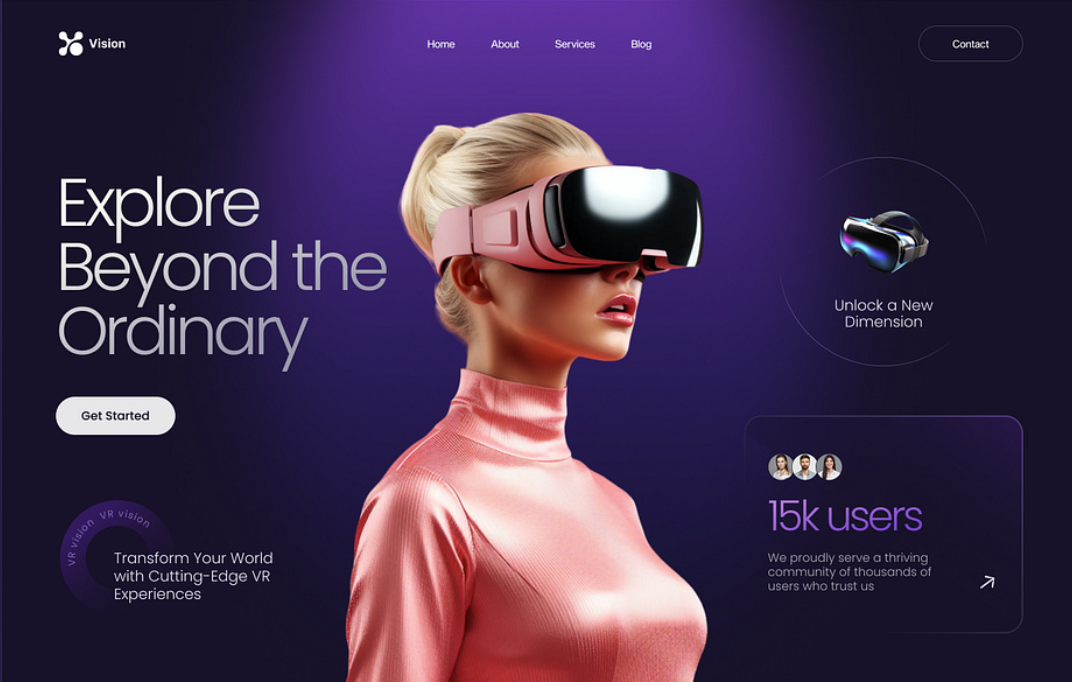 Vision
Home
About
Services
Blog
Contact
Explore
Beyond the
Ordinary
Get Started
VR vision VR vision
Transform Your World
with Cutting-Edge VR
Experiences
Unlock a New
Dimension
15k users
We proudly serve a thriving
community of thousands of
users who trust us